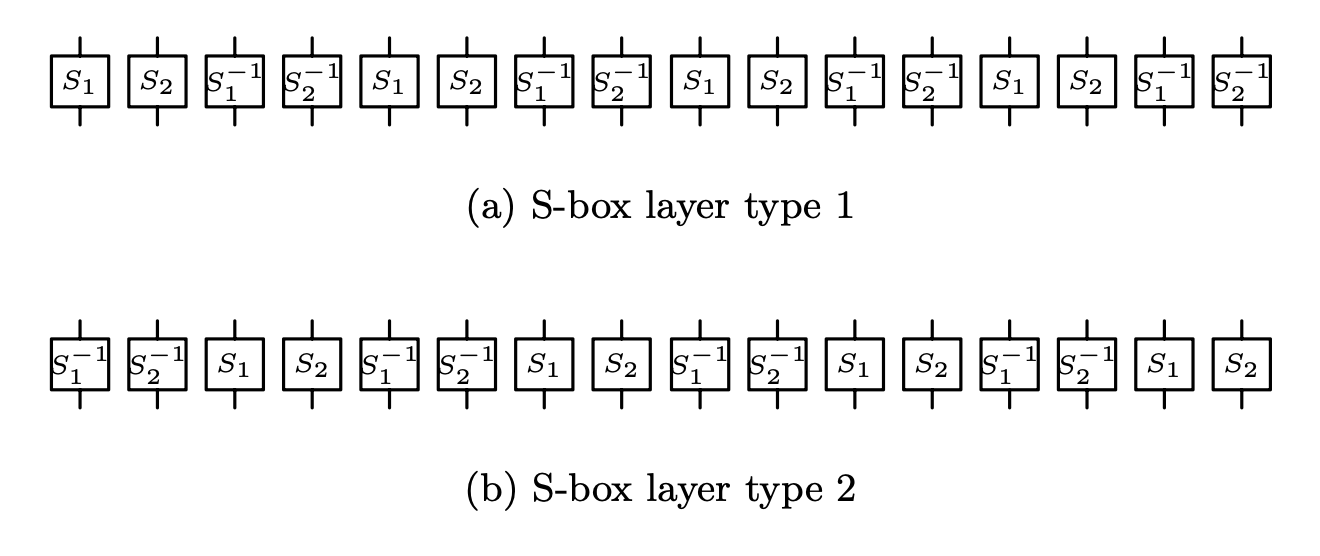 S₁ S₂ S₁⁻¹ S₂⁻¹ S₁ S₂ S₁⁻¹ S₂⁻¹ S₁ S₂ S₁⁻¹ S₂⁻¹ S₁ S₂ S₁⁻¹ S₂⁻¹
(a) S-box layer type 1
S₁⁻¹ S₂⁻¹ S₁ S₂ S₁⁻¹ S₂⁻¹ S₁ S₂ S₁⁻¹ S₂⁻¹ S₁ S₂ S₁⁻¹ S₂⁻¹ S₁ S₂
(b) S-box layer type 2